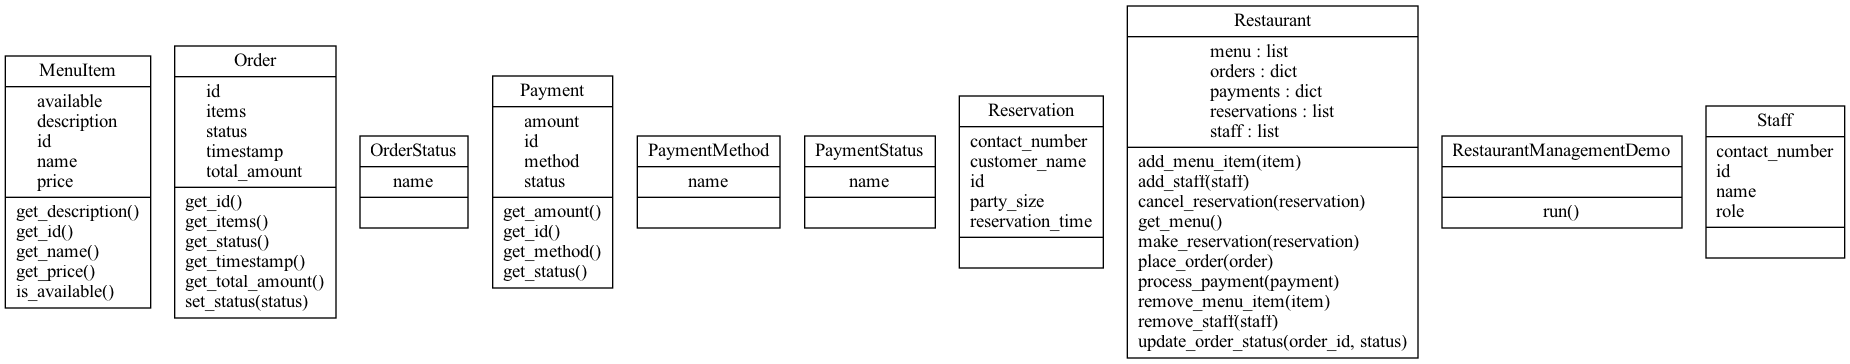 MenuItem
available
description
id
name
price
get_description()
get_id()
get_name()
get_price()
is_available()
Order
id
items
status
timestamp
total_amount
get_id()
get_items()
get_status()
get_timestamp()
get_total_amount()
set_status(status)
OrderStatus
name
Payment
amount
id
method
status
get_amount()
get_id()
get_method()
get_status()
PaymentMethod
name
PaymentStatus
name
Reservation
contact_number
customer_name
id
party_size
reservation_time
Restaurant
menu : list
orders : dict
payments : dict
reservations : list
staff : list
add_menu_item(item)
add_staff(staff)
cancel_reservation(reservation)
get_menu()
make_reservation(reservation)
place_order(order)
process_payment(payment)
remove_menu_item(item)
remove_staff(staff)
update_order_status(order_id, status)
RestaurantManagementDemo
run()
Staff
contact_number
id
name
role